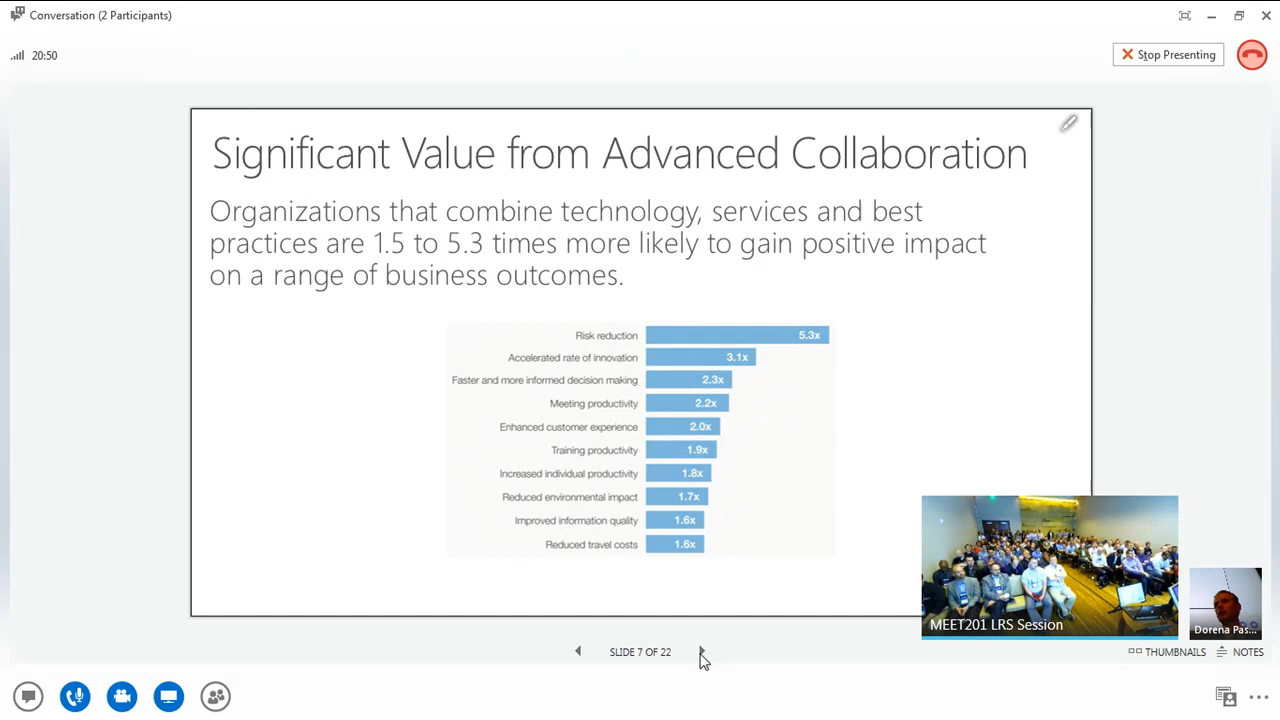 Conversation (2 Participants)
20:50
Stop Presenting
Significant Value from Advanced Collaboration
Organizations that combine technology, services and best
practices are 1.5 to 5.3 times more likely to gain positive impact
on a range of business outcomes.
Risk reduction 5.3x
Accelerated rate of innovation 3.1x
Faster and more informed decision making 2.3x
Meeting productivity 2.2x
Enhanced customer experience 2.0x
Training productivity 1.9x
Increased individual productivity 1.8x
Reduced environmental impact 1.7x
Improved information quality 1.6x
Reduced travel costs 1.6x
MEET201 LRS Session
Dorena Pas...
SLIDE 7 OF 22
THUMBNAILS
NOTES